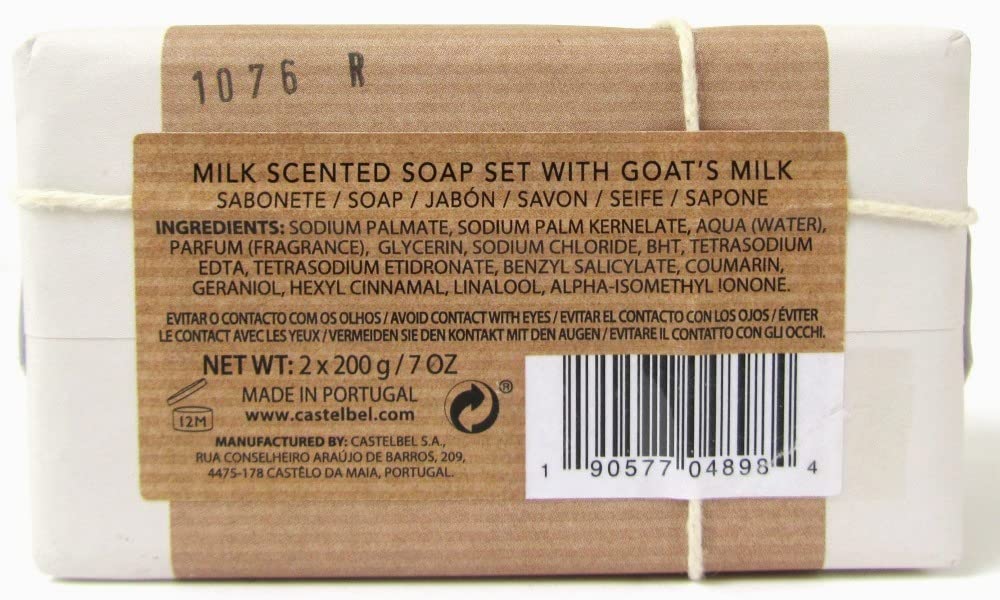 1076 R
MILK SCENTED SOAP SET WITH GOAT'S MILK
SABONETE / SOAP / JABÓN / SAVON / SEIFE / SAPONE
INGREDIENTS: SODIUM PALMATE, SODIUM PALM KERNELATE, AQUA (WATER),
PARFUM (FRAGRANCE), GLYCERIN, SODIUM CHLORIDE, BHT, TETRASODIUM
EDTA, TETRASODIUM ETIDRONATE, BENZYL SALICYLATE, COUMARIN,
GERANIOL, HEXYL CINNAMAL, LINALOOL, ALPHA-ISOMETHYL IONONE.
EVITAR O CONTACTO COM OS OLHOS / AVOID CONTACT WITH EYES / EVITAR EL CONTACTO CON LOS OJOS / ÉVITER
LE CONTACT AVEC LES YEUX / VERMEIDEN SIE DEN KONTAKT MIT DEN AUGEN / EVITARE IL CONTATTO CON GLI OCCHI.
NET WT: 2 x 200 g / 7 OZ
MADE IN PORTUGAL
www.castelbel.com
12M
®
MANUFACTURED BY: CASTELBEL S.A.,
RUA CONSELHEIRO ARAÚJO DE BARROS, 209,
4475-178 CASTÊLO DA MAIA, PORTUGAL.
1 90577 04898 4